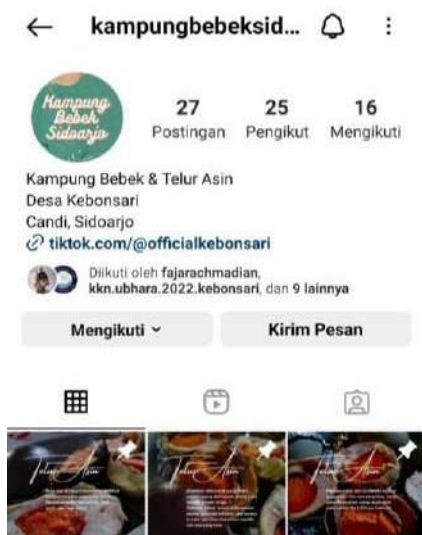 kampungbebeksid...
Kampung
Bebek
Sidoarjo
27 25 16
Postingan Pengikut Mengikuti
Kampung Bebek & Telur Asin
Desa Kebonsari
Candi, Sidoarjo
tiktok.com/@officialkebonsari
Diikuti oleh fajarachmadian,
kkn.ubhara.2022.kebonsari, dan 9 lainnya
Mengikuti Kirim Pesan
Telur Asin Telur Asin Telur Asin